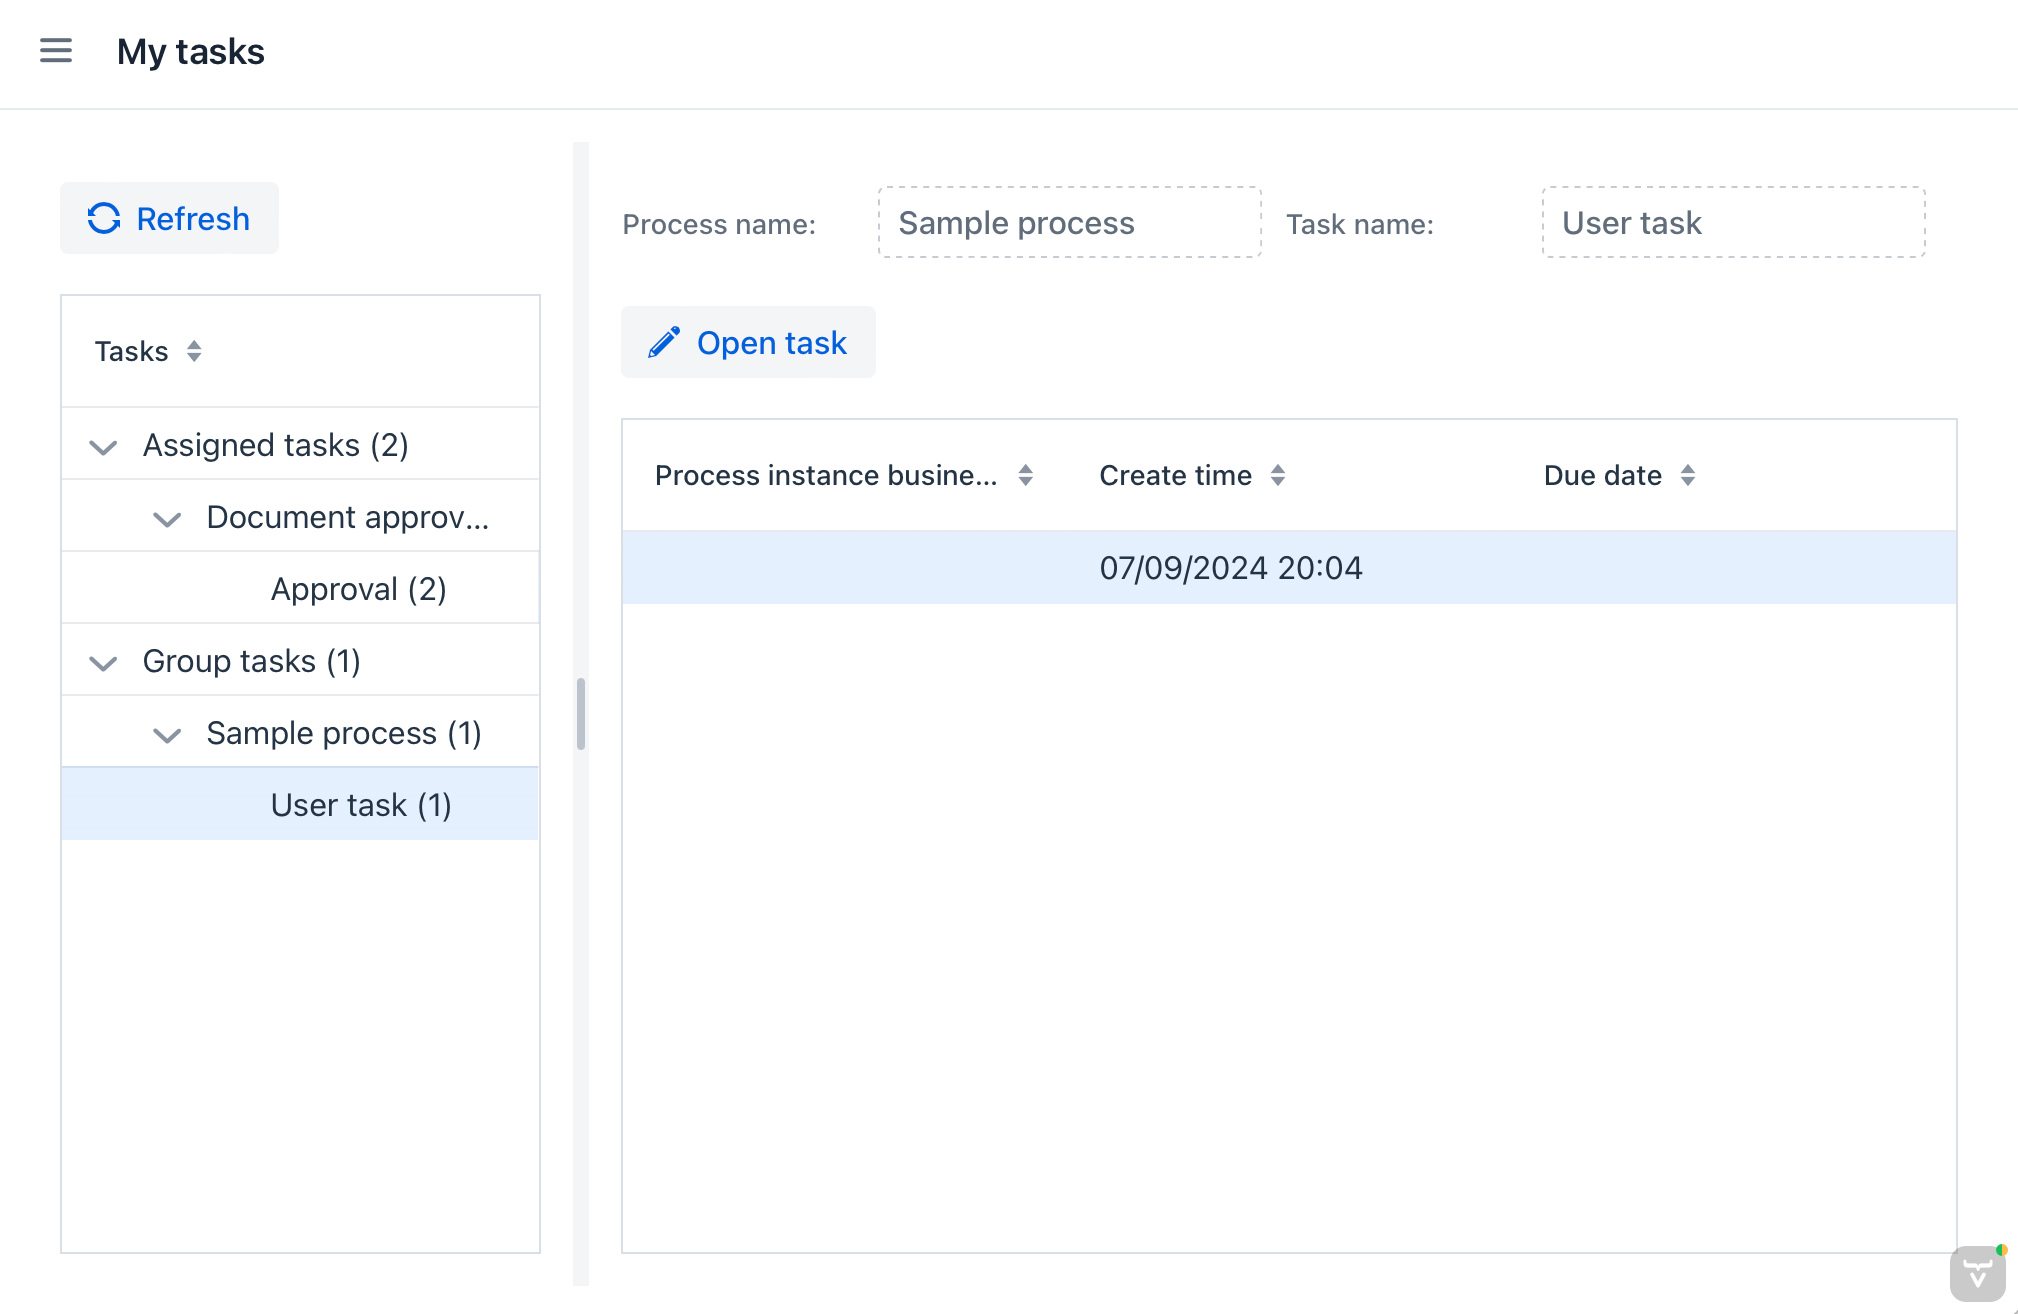 My tasks
Refresh
Tasks
Assigned tasks (2)
Document approv...
Approval (2)
Group tasks (1)
Sample process (1)
User task (1)
Process name: Sample process Task name: User task
Open task
Process instance busine... Create time Due date
07/09/2024 20:04